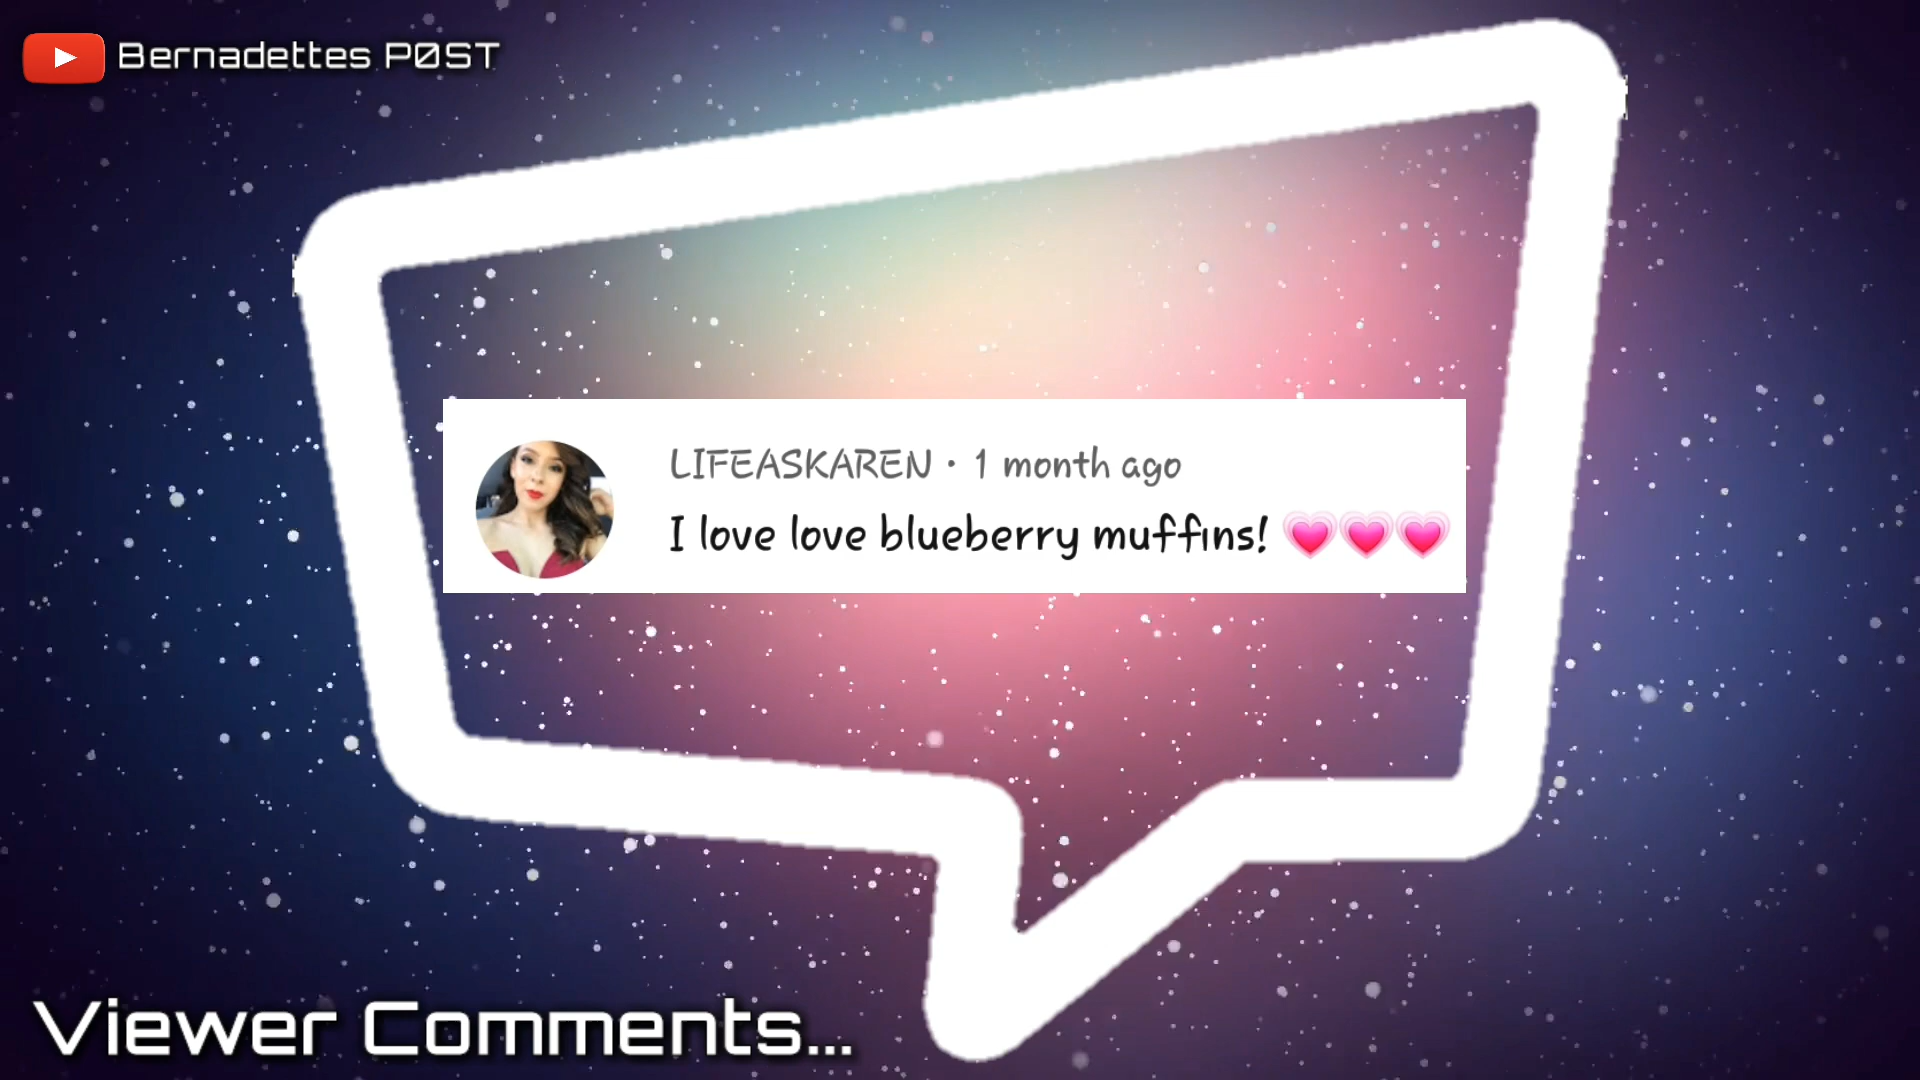 Bernadettes PØST
LIFEASKAREN • 1 month ago
I love love blueberry muffins! 💗💗💗
Viewer Comments...